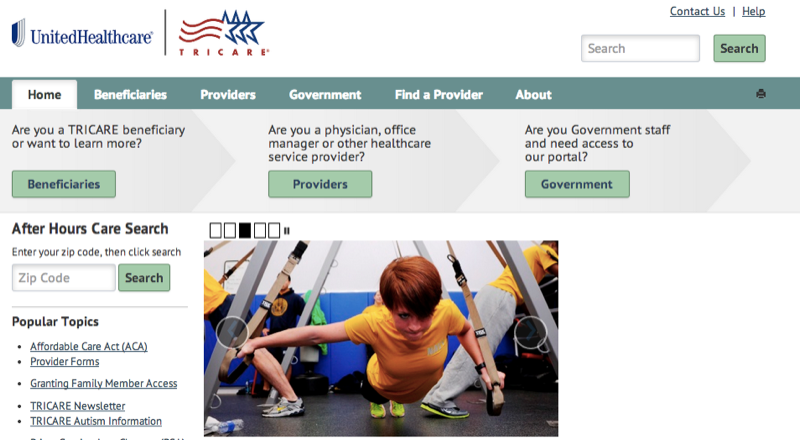 Contact Us | Help
UnitedHealthcare®
TRICARE®
Search
Search
Home
Beneficiaries
Providers
Government
Find a Provider
About
Are you a TRICARE beneficiary
or want to learn more?
Beneficiaries
Are you a physician, office
manager or other healthcare
service provider?
Providers
Are you Government staff
and need access to
our portal?
Government
After Hours Care Search
Enter your zip code, then click search
Zip Code
Search
Popular Topics
Affordable Care Act (ACA)
Provider Forms
Granting Family Member Access
TRICARE Newsletter
TRICARE Autism Information